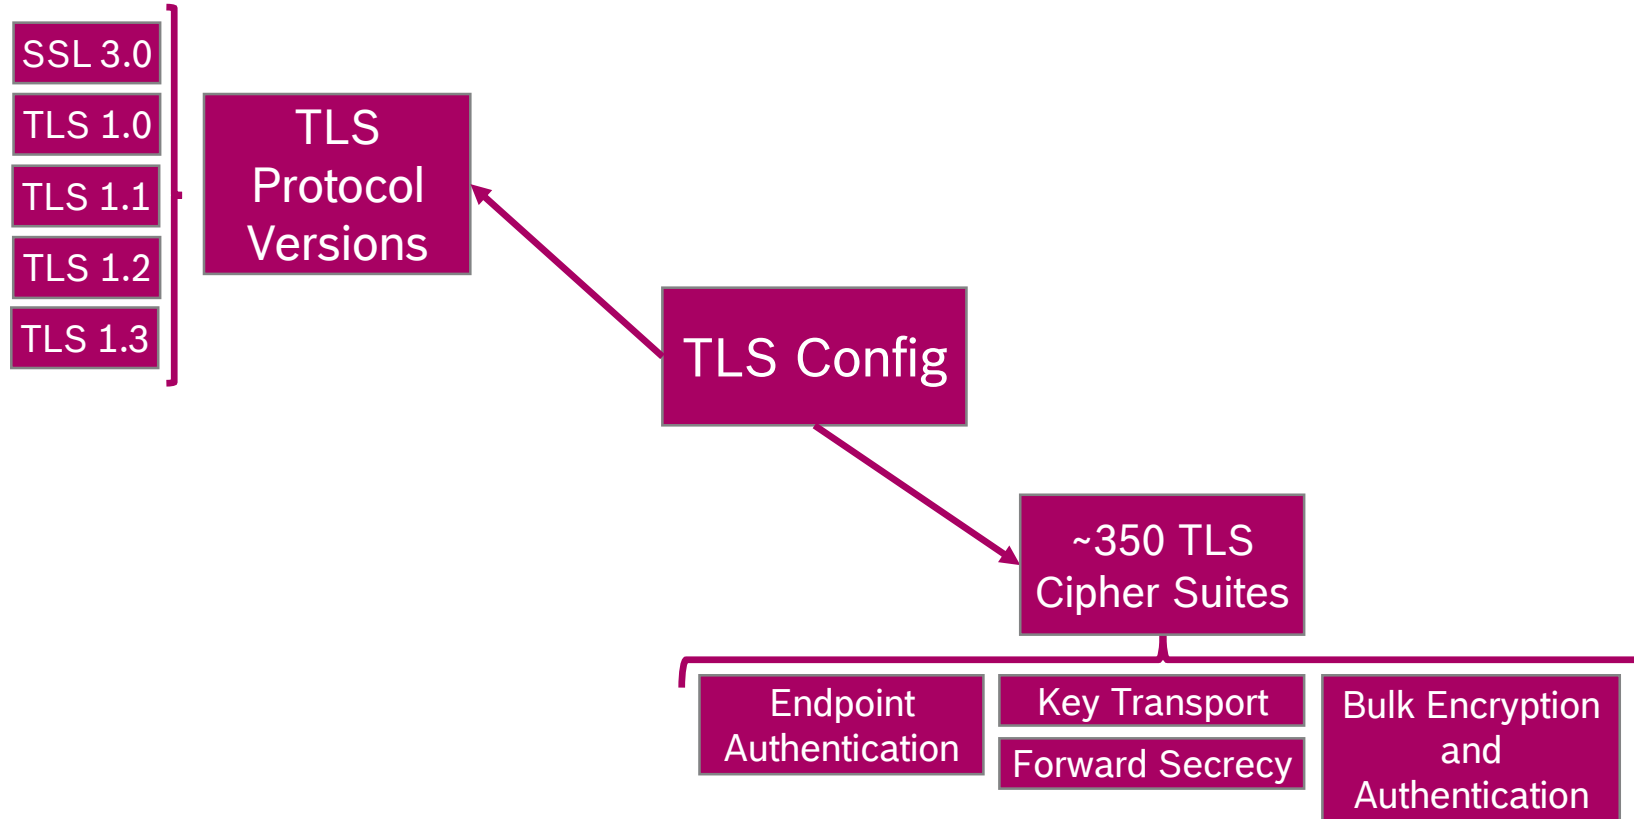 SSL 3.0
TLS 1.0
TLS 1.1
TLS 1.2
TLS 1.3
TLS
Protocol
Versions
TLS Config
~350 TLS
Cipher Suites
Endpoint
Authentication
Key Transport
Forward Secrecy
Bulk Encryption
and
Authentication